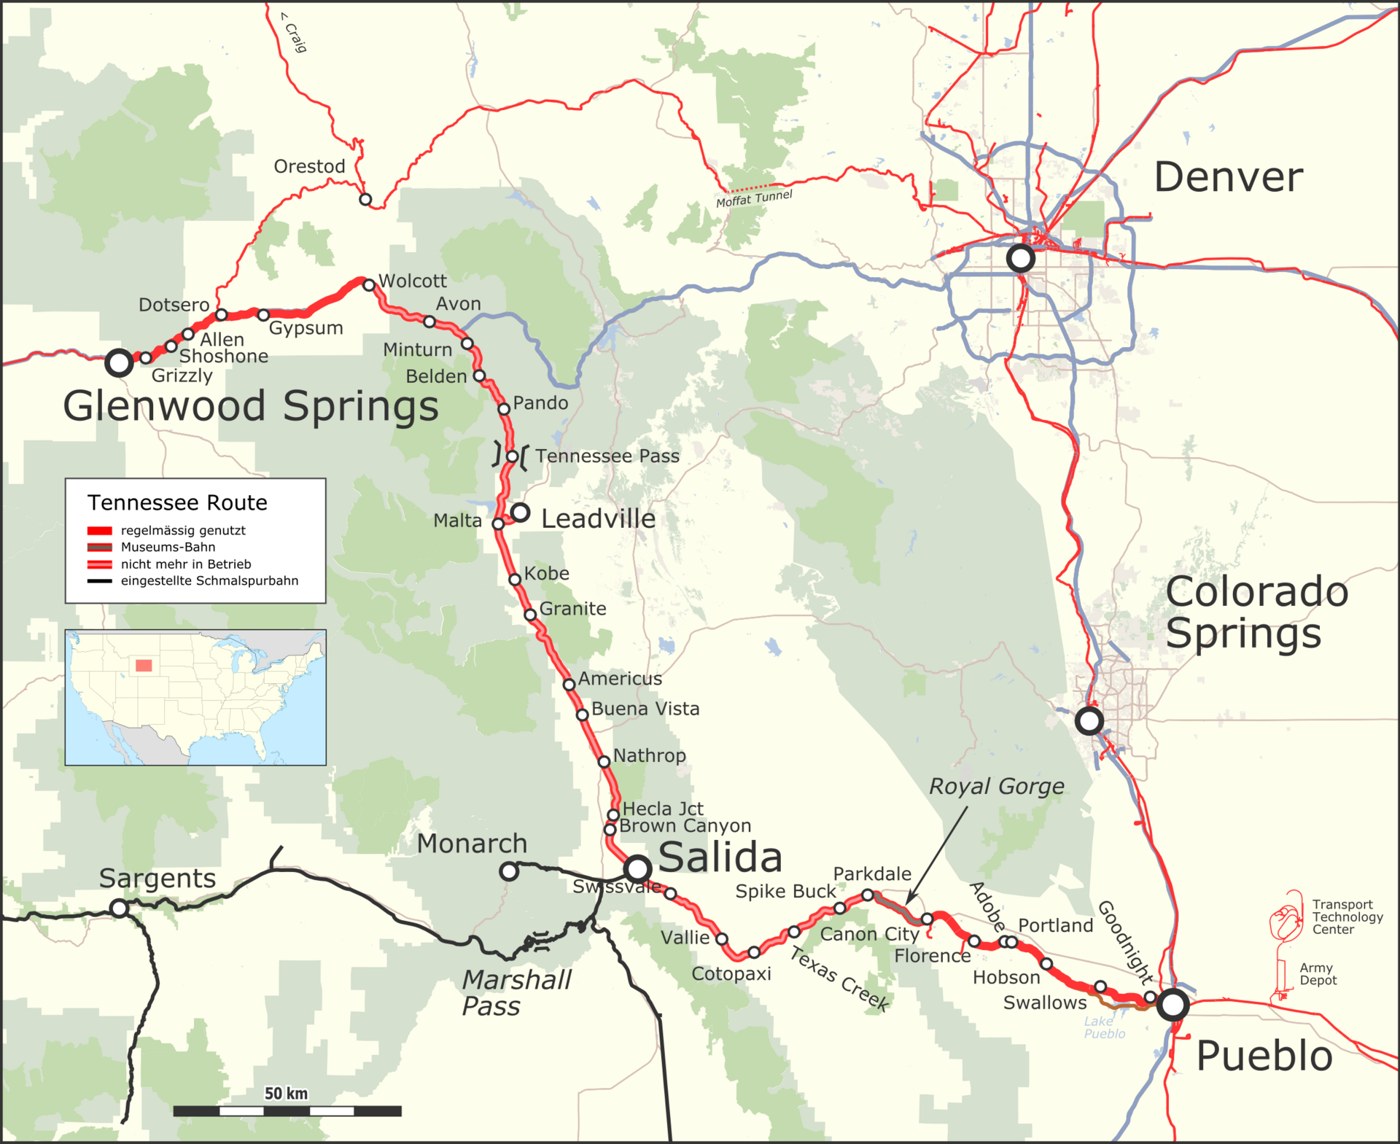 < Craig
Orestod
Moffat Tunnel
Denver
Wolcott
Dotsero
Gypsum
Avon
Allen
Shoshone
Grizzly
Minturn
Belden
Glenwood Springs
Pando
Tennessee Pass
Tennessee Route
regelmässig genutzt
Museums-Bahn
nicht mehr in Betrieb
eingestellte Schmalspurbahn
Malta
Leadville
Kobe
Granite
Colorado
Springs
Americus
Buena Vista
Nathrop
Royal Gorge
Hecla Jct
Brown Canyon
Monarch
Salida
Sargents
Swissvale
Parkdale
Spike Buck
Adobe
Goodnight
Transport
Technology
Center
Portland
Canon City
Vallie
Florence
Cotopaxi
Texas Creek
Hobson
Army
Depot
Marshall
Pass
Swallows
Lake
Pueblo
Pueblo
50 km